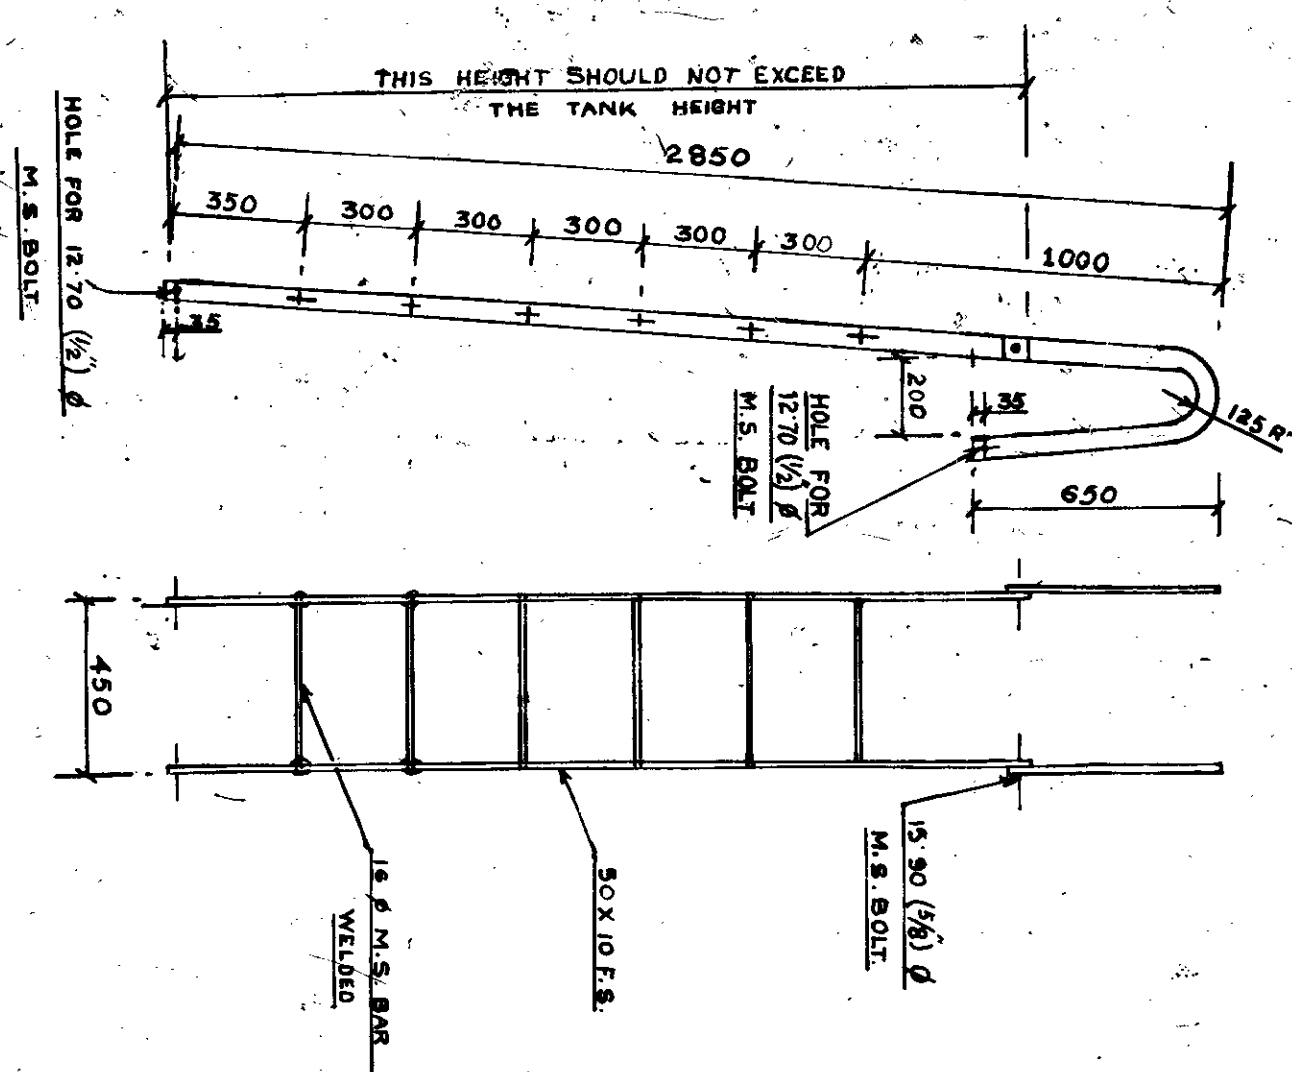 THIS HEIGHT SHOULD NOT EXCEED
THE TANK HEIGHT
2850
350
300
300
300
300
300
1000
HOLE FOR 12.70 (1/2") Ø
M.S. BOLT
35
200
35
125 R
HOLE FOR
12.70 (1/2") Ø
M.S. BOLT
650
450
15.90 (5/8") Ø
M.S. BOLT.
50 X 10 F.S.
16 Ø M.S. BAR
WELDED